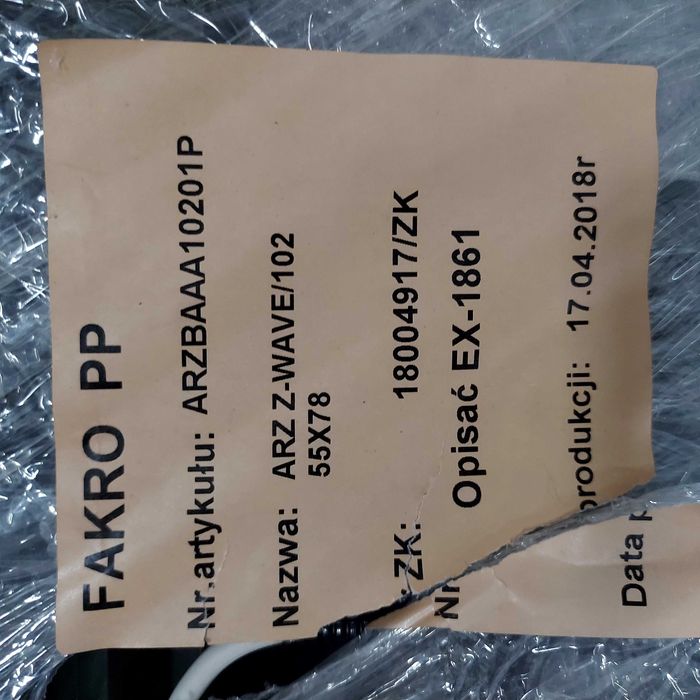 FAKRO PP
Nr.artykułu: ARZBAAA10201P
Nazwa: ARZ Z-WAVE/102
55X78
Nr ZK: 18004917/ZK
Opisać EX-1861
Data produkcji: 17.04.2018r